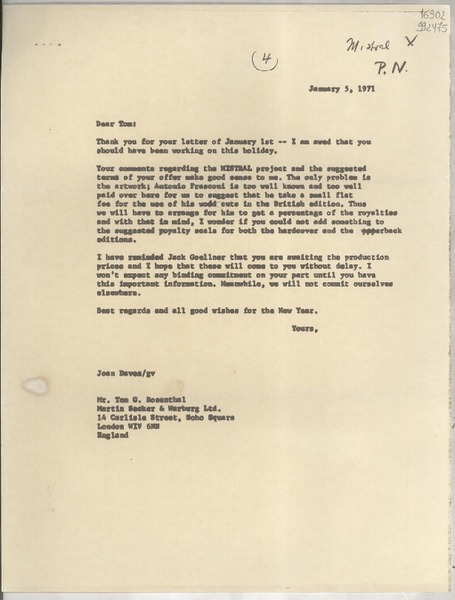 16902
992475
Mistral X
(4)
P.N.
January 5, 1971
Dear Tom:
Thank you for your letter of January 1st -- I am awed that you
should have been working on this holiday.
Your comments regarding the MISTRAL project and the suggested
terms of your offer make good sense to me. The only problem is
the artwork; Antonio Frasconi is too well known and too well
paid over here for us to suggest that he take a small flat
fee for the use of his wood cuts in the British edition. Thus
we will have to arrange for him to get a percentage of the royalties
and with that in mind, I wonder if you could not add something to
the suggested royalty scale for both the hardcover and the paperback
editions.
I have reminded Jack Goellner that you are awaiting the production
prices and I hope that these will come to you without delay. I
won't expect any binding commitment on your part until you have
this important information. Meanwhile, we will not commit ourselves
elsewhere.
Best regards and all good wishes for the New Year.
Yours,
Joan Daves/gv
Mr. Tom G. Rosenthal
Martin Secker & Warburg Ltd.
14 Carlisle Street, Soho Square
London WIV 6NN
England